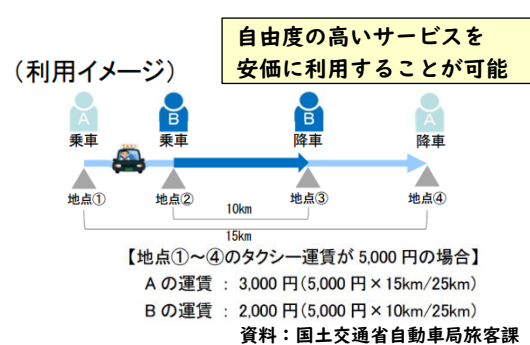 自由度の高いサービスを
安価に利用することが可能
（利用イメージ）
A B B A
乗車 乗車 降車 降車
TAXI
地点① 地点② 地点③ 地点④
10km
15km
【地点①～④のタクシー運賃が 5,000 円の場合】
A の運賃 : 3,000 円（5,000 円×15km/25km）
B の運賃 : 2,000 円（5,000 円×10km/25km）
資料：国土交通省自動車局旅客課